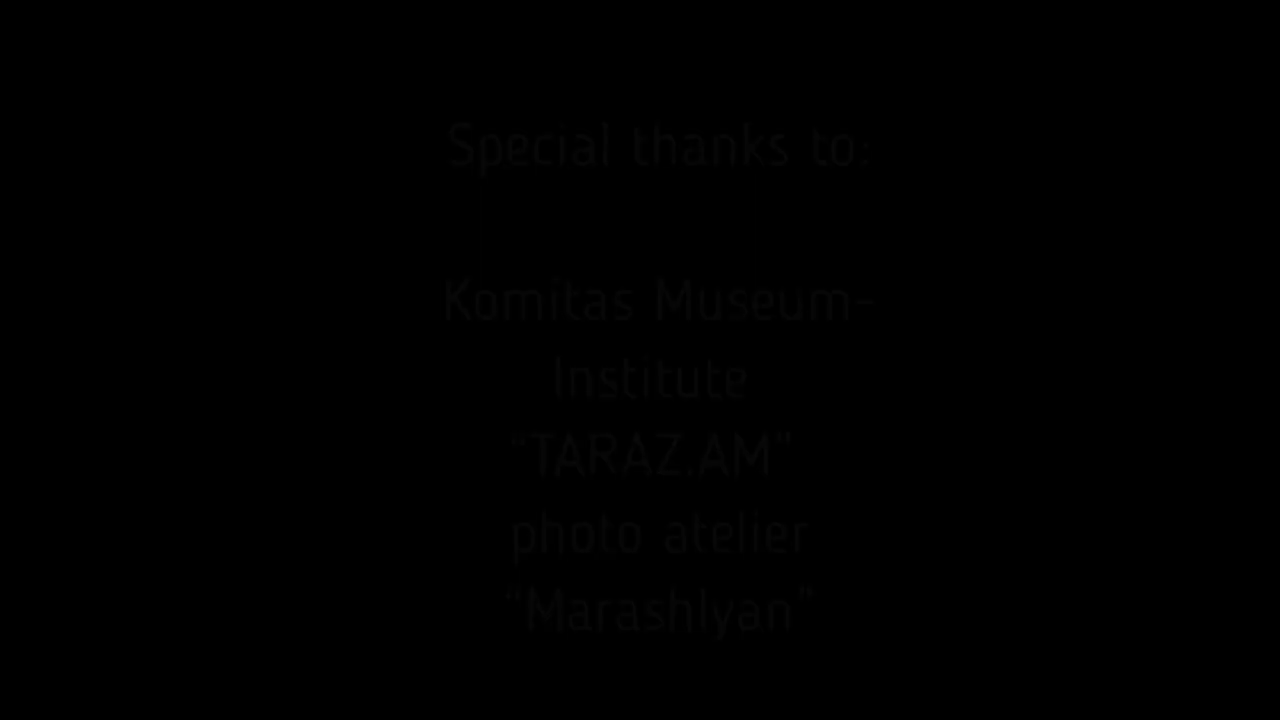 Special thanks to:
Komitas Museum-
Institute
“TARAZ.AM”
photo atelier
“Marashlyan”